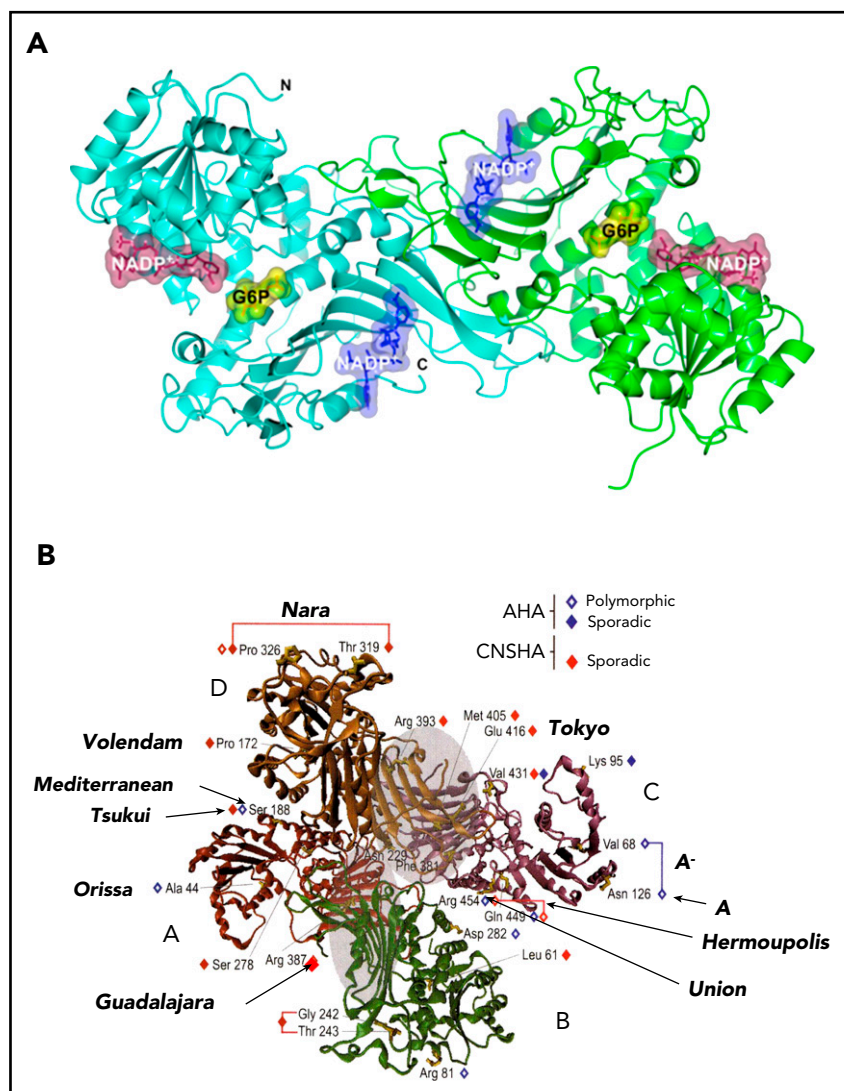 A
N
NADP+
NADP+
G6P
G6P
NADP+
NADP+
C
B
Nara
AHA
Polymorphic
Sporadic
CNSHA
Sporadic
Pro 326
Thr 319
D
Arg 393
Met 405
Glu 416
Tokyo
Volendam
Pro 172
Val 431
Lys 95
Mediterranean
C
Tsukui
Ser 188
Val 68
Asn 229
Phe 381
A-
Orissa
Ala 44
Asn 126
A
Arg 454
A
Gln 449
Hermoupolis
Asp 282
Arg 387
Leu 61
Ser 278
Union
Guadalajara
Gly 242
B
Thr 243
Arg 81